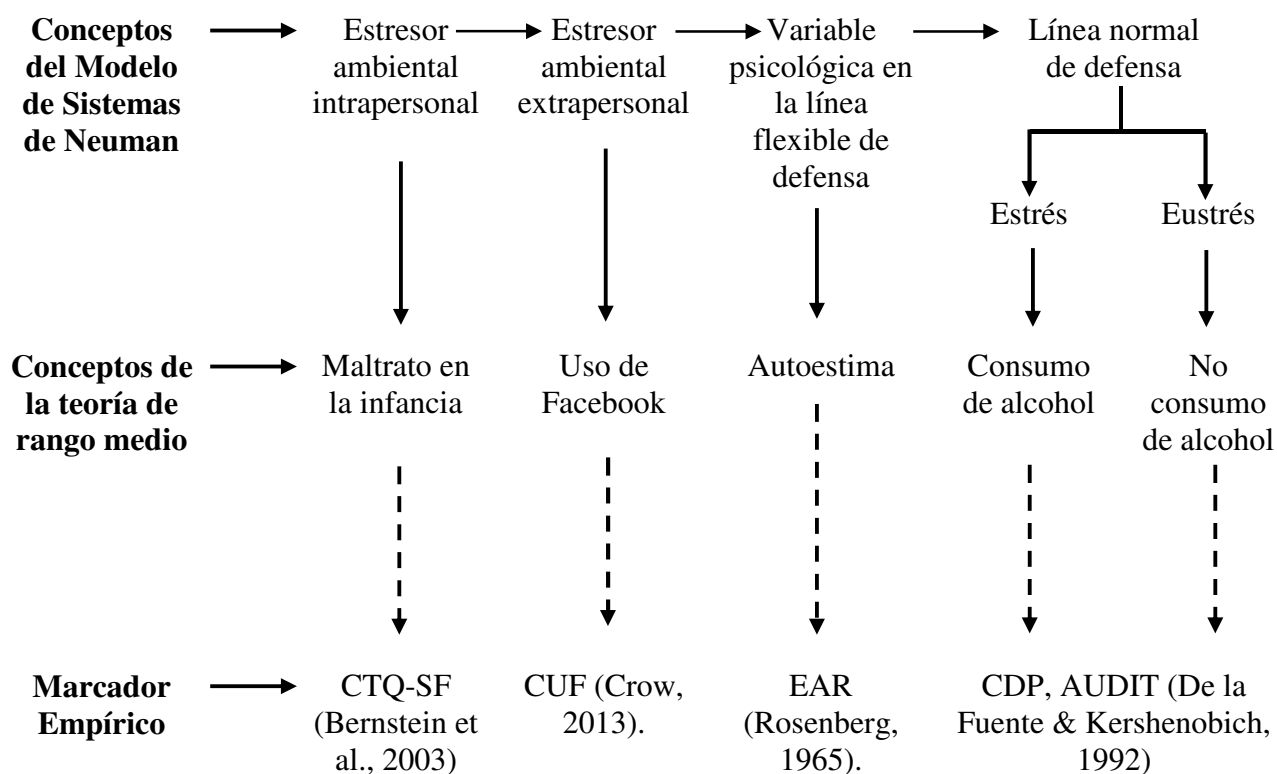 Conceptos
del Modelo
de Sistemas
de Neuman
Estresor
ambiental
intrapersonal
Estresor
ambiental
extrapersonal
Variable
psicológica en
la línea
flexible de
defensa
Línea normal
de defensa
Estrés
Eustrés
Conceptos de
la teoría de
rango medio
Maltrato en
la infancia
Uso de
Facebook
Autoestima
Consumo
de alcohol
No
consumo
de alcohol
Marcador
Empírico
CTQ-SF
(Bernstein et
al., 2003)
CUF (Crow,
2013).
EAR
(Rosenberg,
1965).
CDP, AUDIT (De la
Fuente & Kershenobich,
1992)